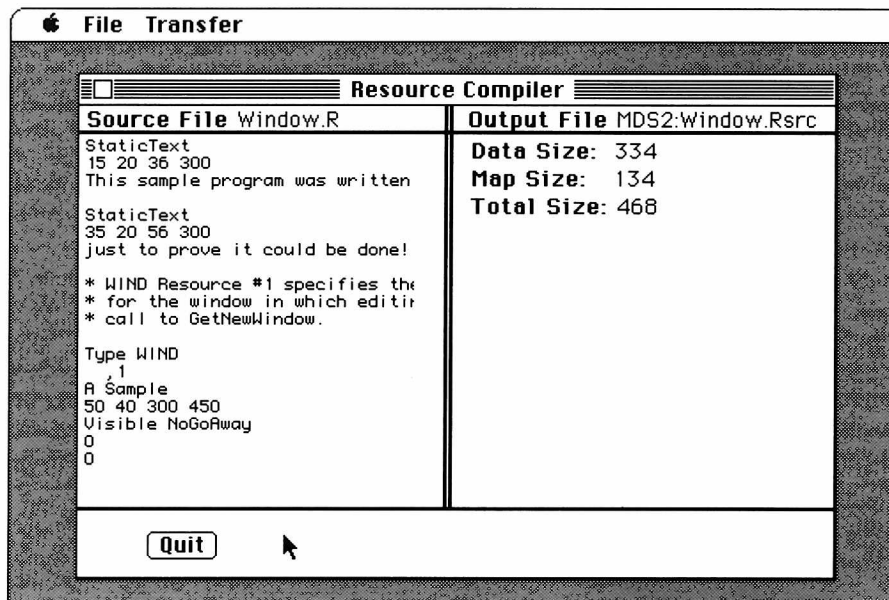 File Transfer
Resource Compiler
Source File Window.R
StaticText
15 20 36 300
This sample program was written
StaticText
35 20 56 300
just to prove it could be done!
* WIND Resource #1 specifies the
* for the window in which editin
* call to GetNewWindow.
Type WIND
,1
A Sample
50 40 300 450
Visible NoGoAway
0
0
Output File MDS2:Window.Rsrc
Data Size: 334
Map Size: 134
Total Size: 468
Quit